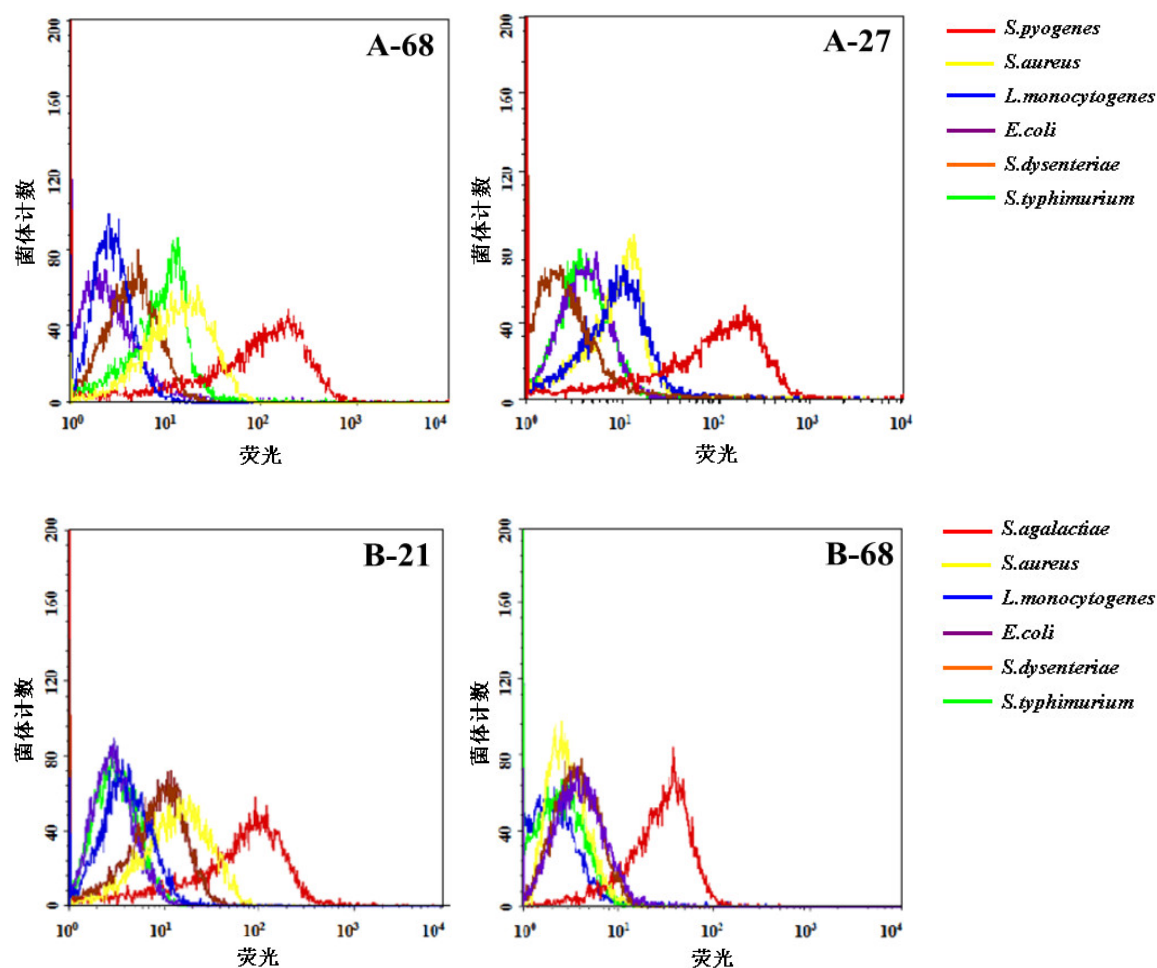 A-68
200
160
120
80
40
0
菌体计数
10⁰ 10¹ 10² 10³ 10⁴
荧光
A-27
200
160
120
80
40
0
菌体计数
10⁰ 10¹ 10² 10³ 10⁴
荧光
S.pyogenes
S.aureus
L.monocytogenes
E.coli
S.dysenteriae
S.typhimurium
B-21
200
160
120
80
40
0
菌体计数
10⁰ 10¹ 10² 10³ 10⁴
荧光
B-68
200
160
120
80
40
0
菌体计数
10⁰ 10¹ 10² 10³ 10⁴
荧光
S.agalactiae
S.aureus
L.monocytogenes
E.coli
S.dysenteriae
S.typhimurium